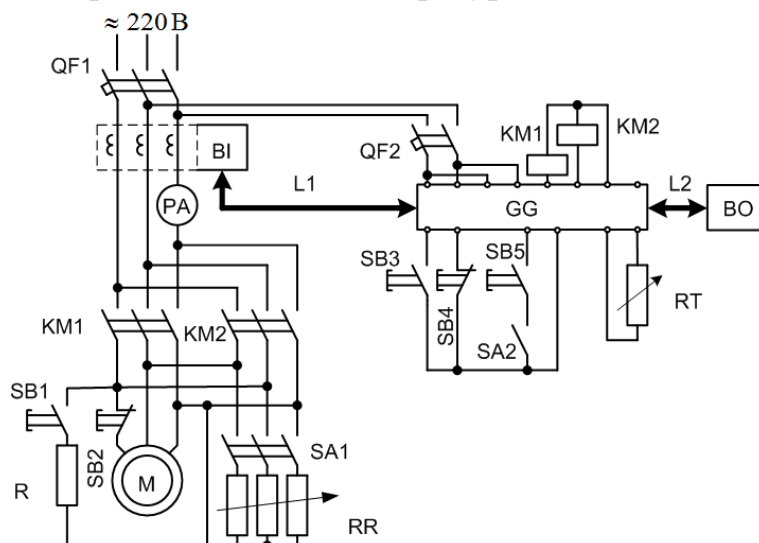 ≈ 220 В
QF1
KM1
KM2
BI
QF2
L1
L2
PA
GG
BO
SB3
SB4
SB5
RT
SA2
KM1
KM2
SB1
SB2
SA1
R
M
RR